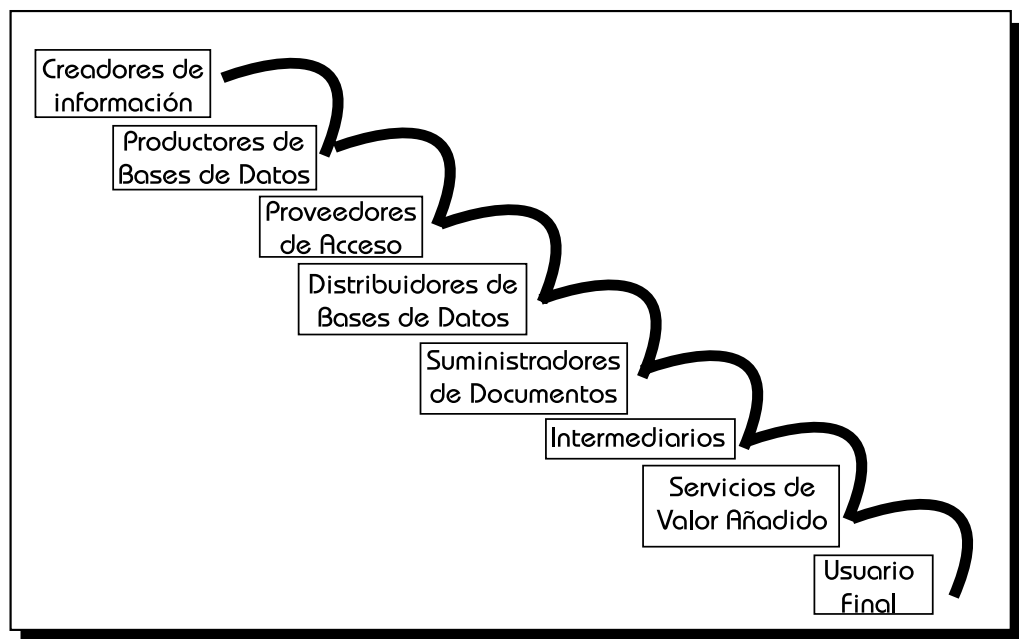 Creadores de
información
Productores de
Bases de Datos
Proveedores
de Acceso
Distribuidores de
Bases de Datos
Suministradores
de Documentos
Intermediarios
Servicios de
Valor Añadido
Usuario
Final